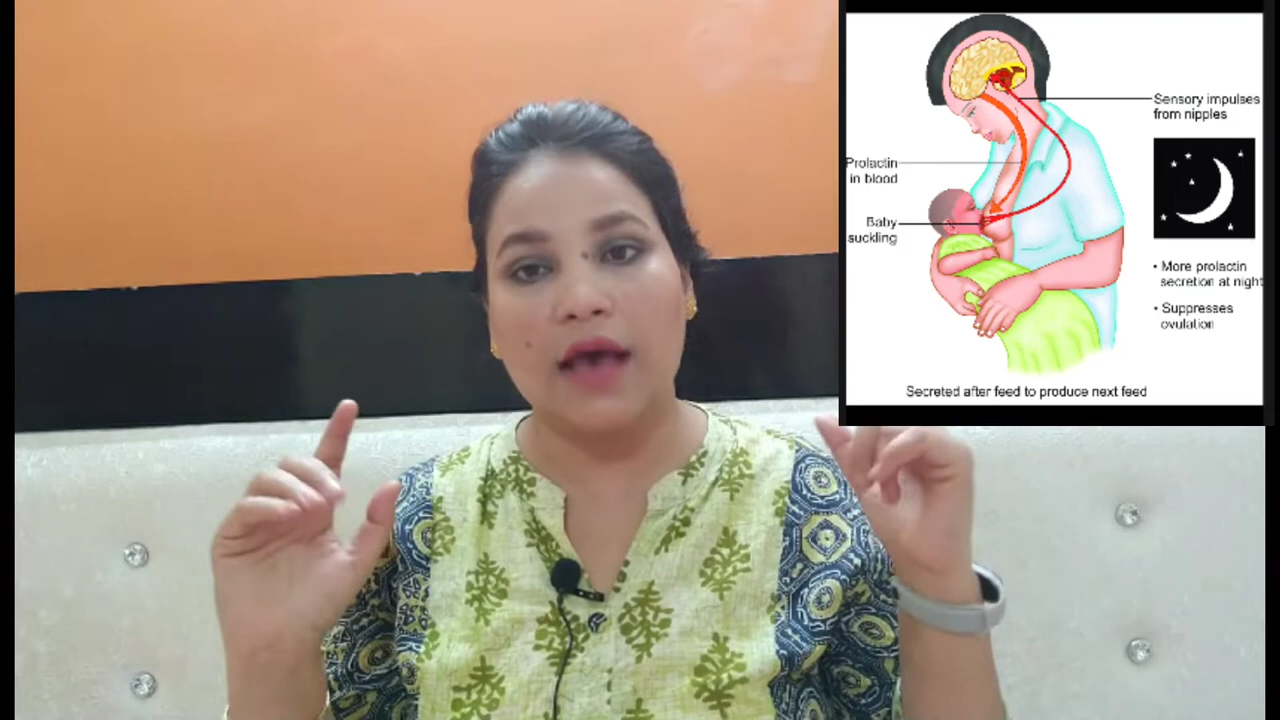 Sensory impulses
from nipples
Prolactin
in blood
Baby
suckling
• More prolactin
secretion at night
• Suppresses
ovulation
Secreted after feed to produce next feed